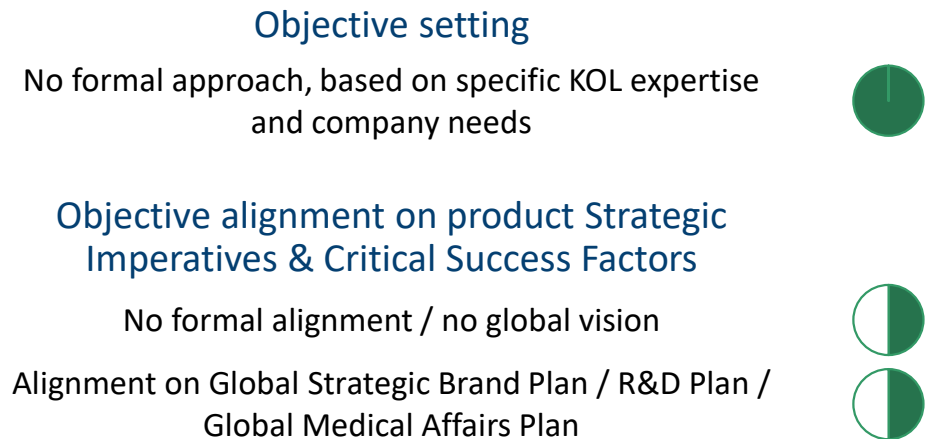 Objective setting
No formal approach, based on specific KOL expertise
and company needs
Objective alignment on product Strategic
Imperatives & Critical Success Factors
No formal alignment / no global vision
Alignment on Global Strategic Brand Plan / R&D Plan /
Global Medical Affairs Plan